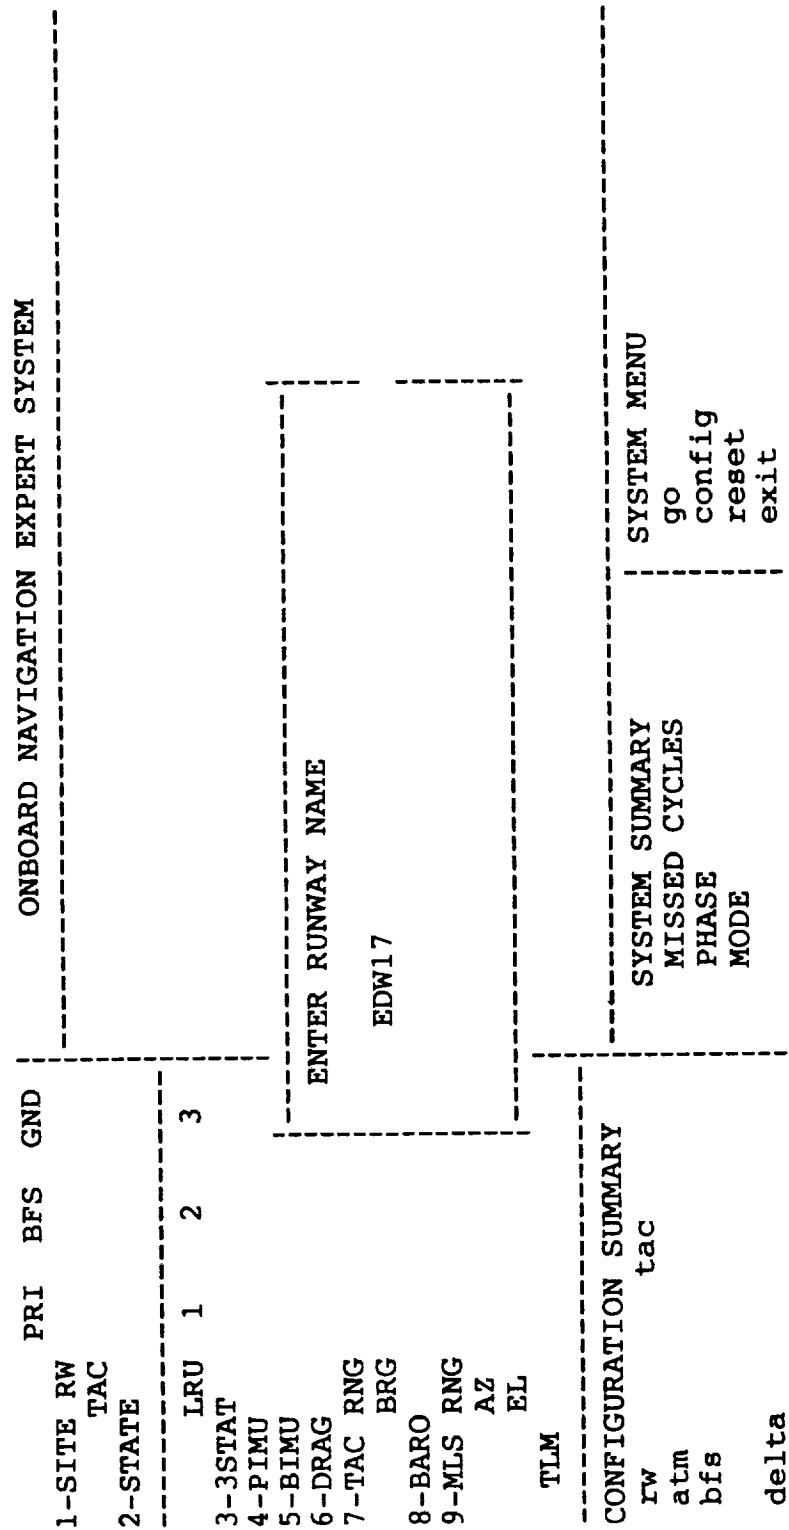 PRI BFS GND ONBOARD NAVIGATION EXPERT SYSTEM
1-SITE RW
TAC
2-STATE
LRU 1 2 3
3-3STAT
4-PIMU
5-BIMU
6-DRAG
7-TAC RNG
BRG
8-BARO
9-MLS RNG
AZ
EL
TLM
ENTER RUNWAY NAME
EDW17
CONFIGURATION SUMMARY
rw tac
atm
bfs
delta
SYSTEM SUMMARY
MISSED CYCLES
PHASE
MODE
SYSTEM MENU
go
config
reset
exit